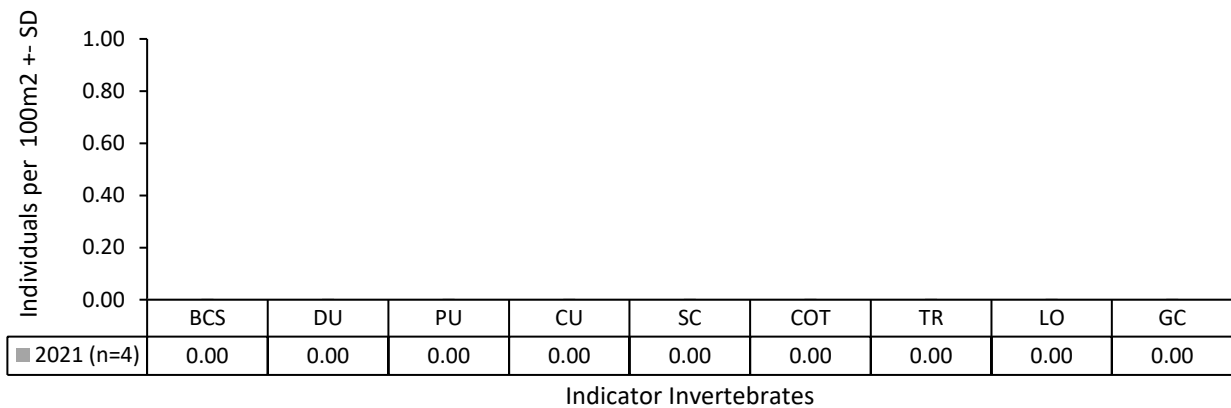 Individuals per 100m2 +- SD
1.00
0.80
0.60
0.40
0.20
0.00
BCS DU PU CU SC COT TR LO GC
2021 (n=4) 0.00 0.00 0.00 0.00 0.00 0.00 0.00 0.00 0.00
Indicator Invertebrates